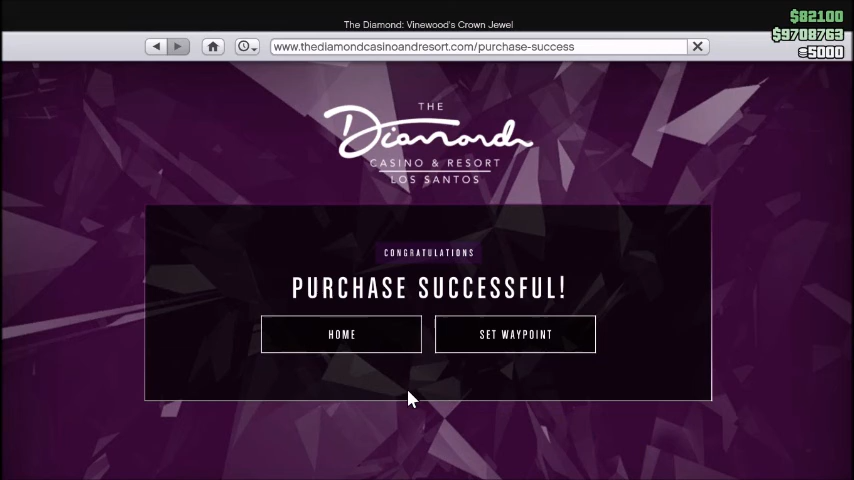 The Diamond: Vinewood's Crown Jewel
$82100
$9708763
5000
www.thediamondcasinoandresort.com/purchase-success
THE
Diamond
CASINO & RESORT
LOS SANTOS
CONGRATULATIONS
PURCHASE SUCCESSFUL!
HOME
SET WAYPOINT